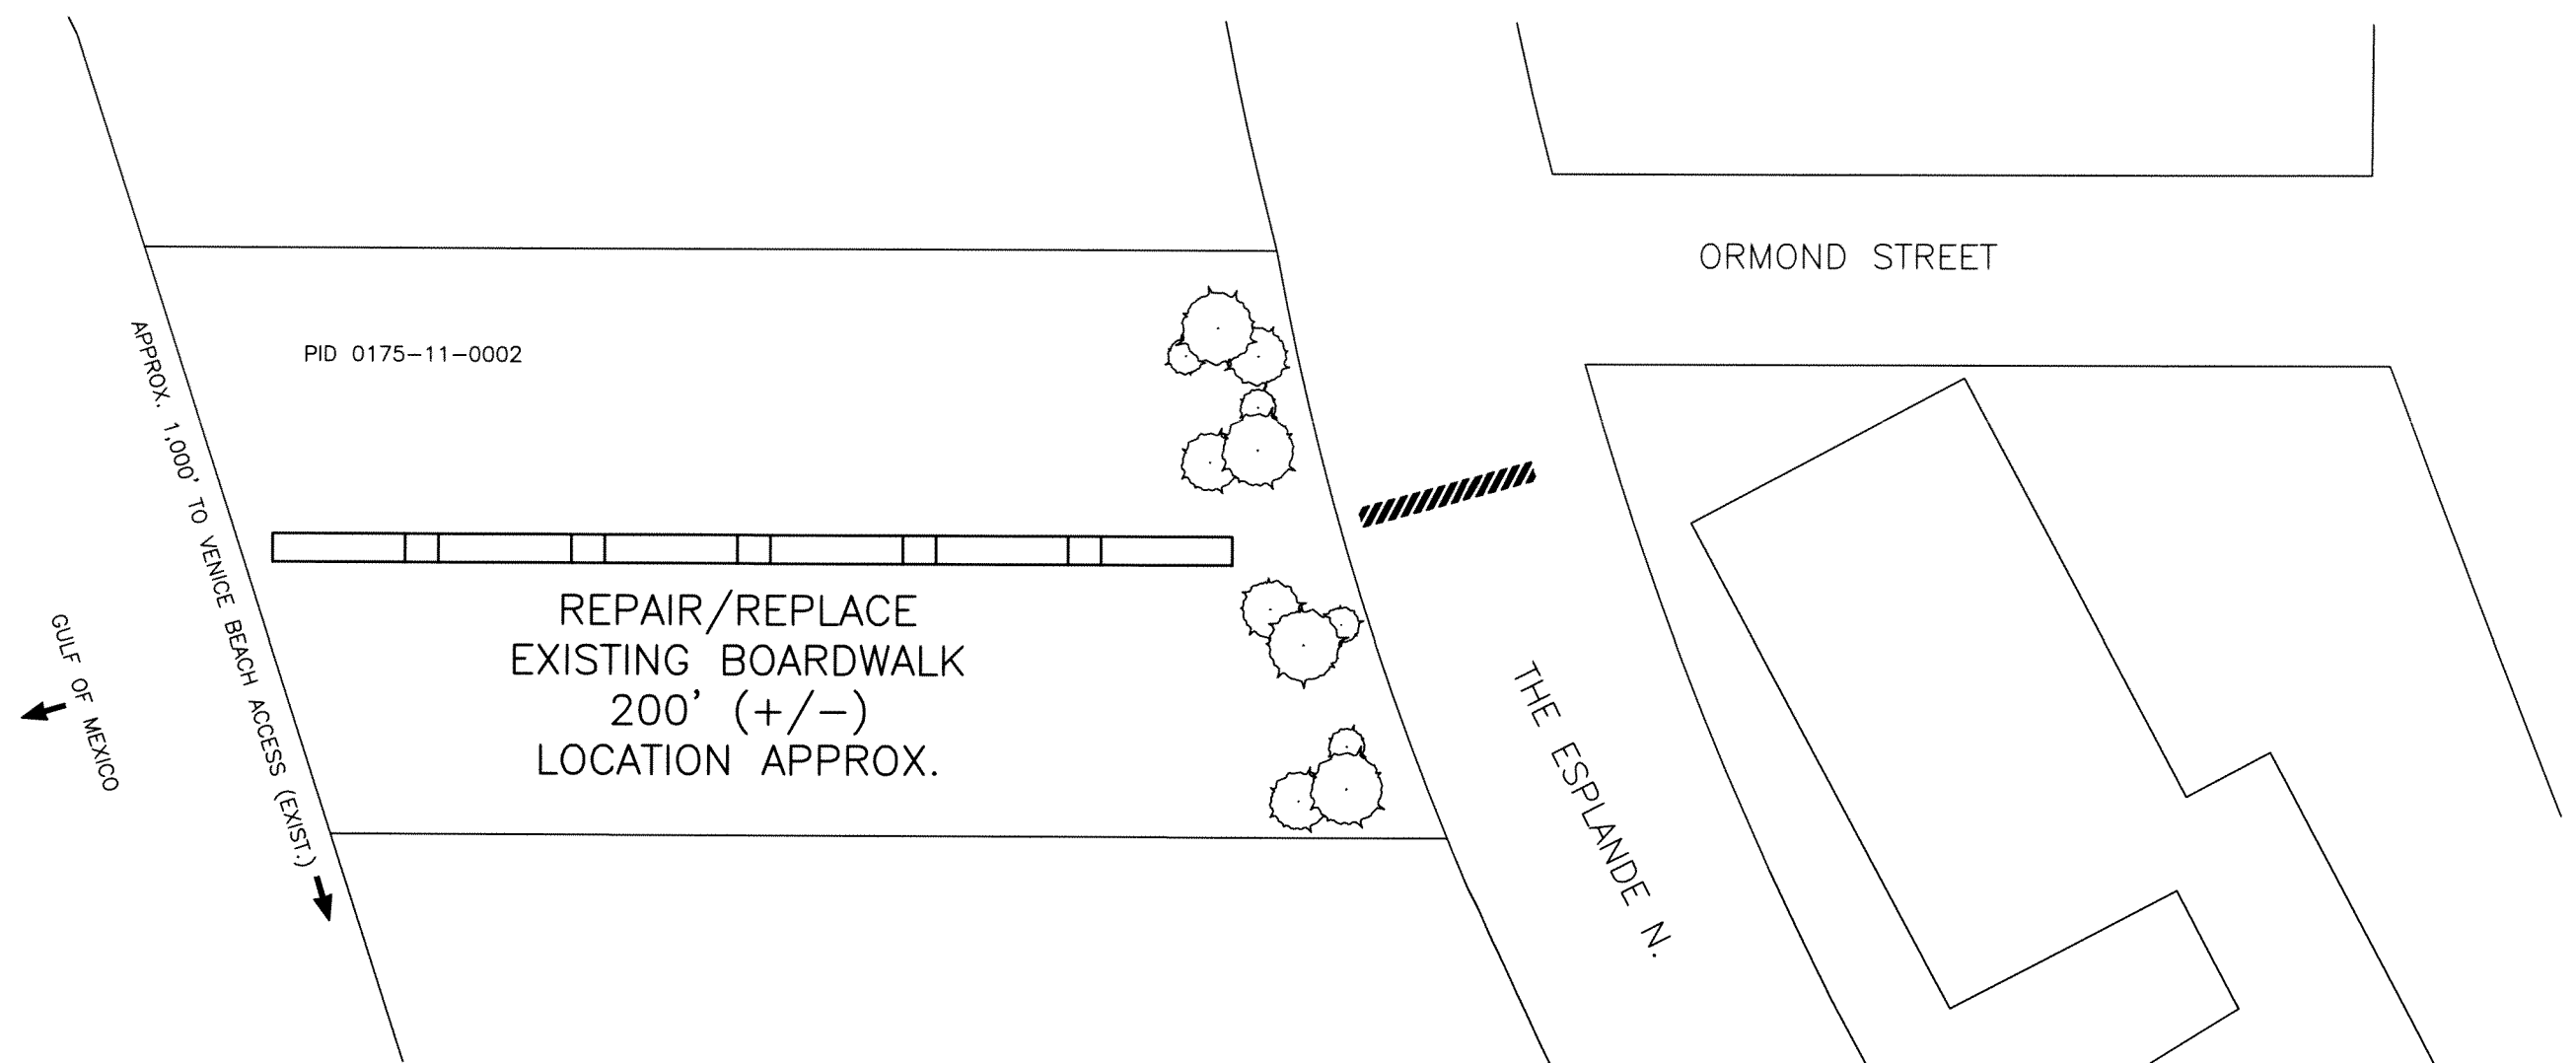 ORMOND STREET
PID 0175-11-0002
APPROX. 1,000' TO VENICE BEACH ACCESS (EXIST.)
GULF OF MEXICO
REPAIR/REPLACE
EXISTING BOARDWALK
200' (+/-)
LOCATION APPROX.
THE ESPLANDE N.